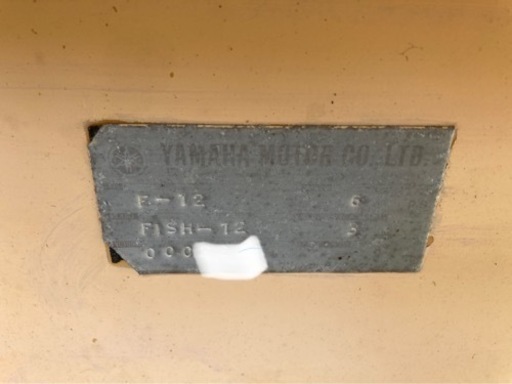 YAMAHA MOTOR CO., LTD.
F-12 6
FISH-12 5
000